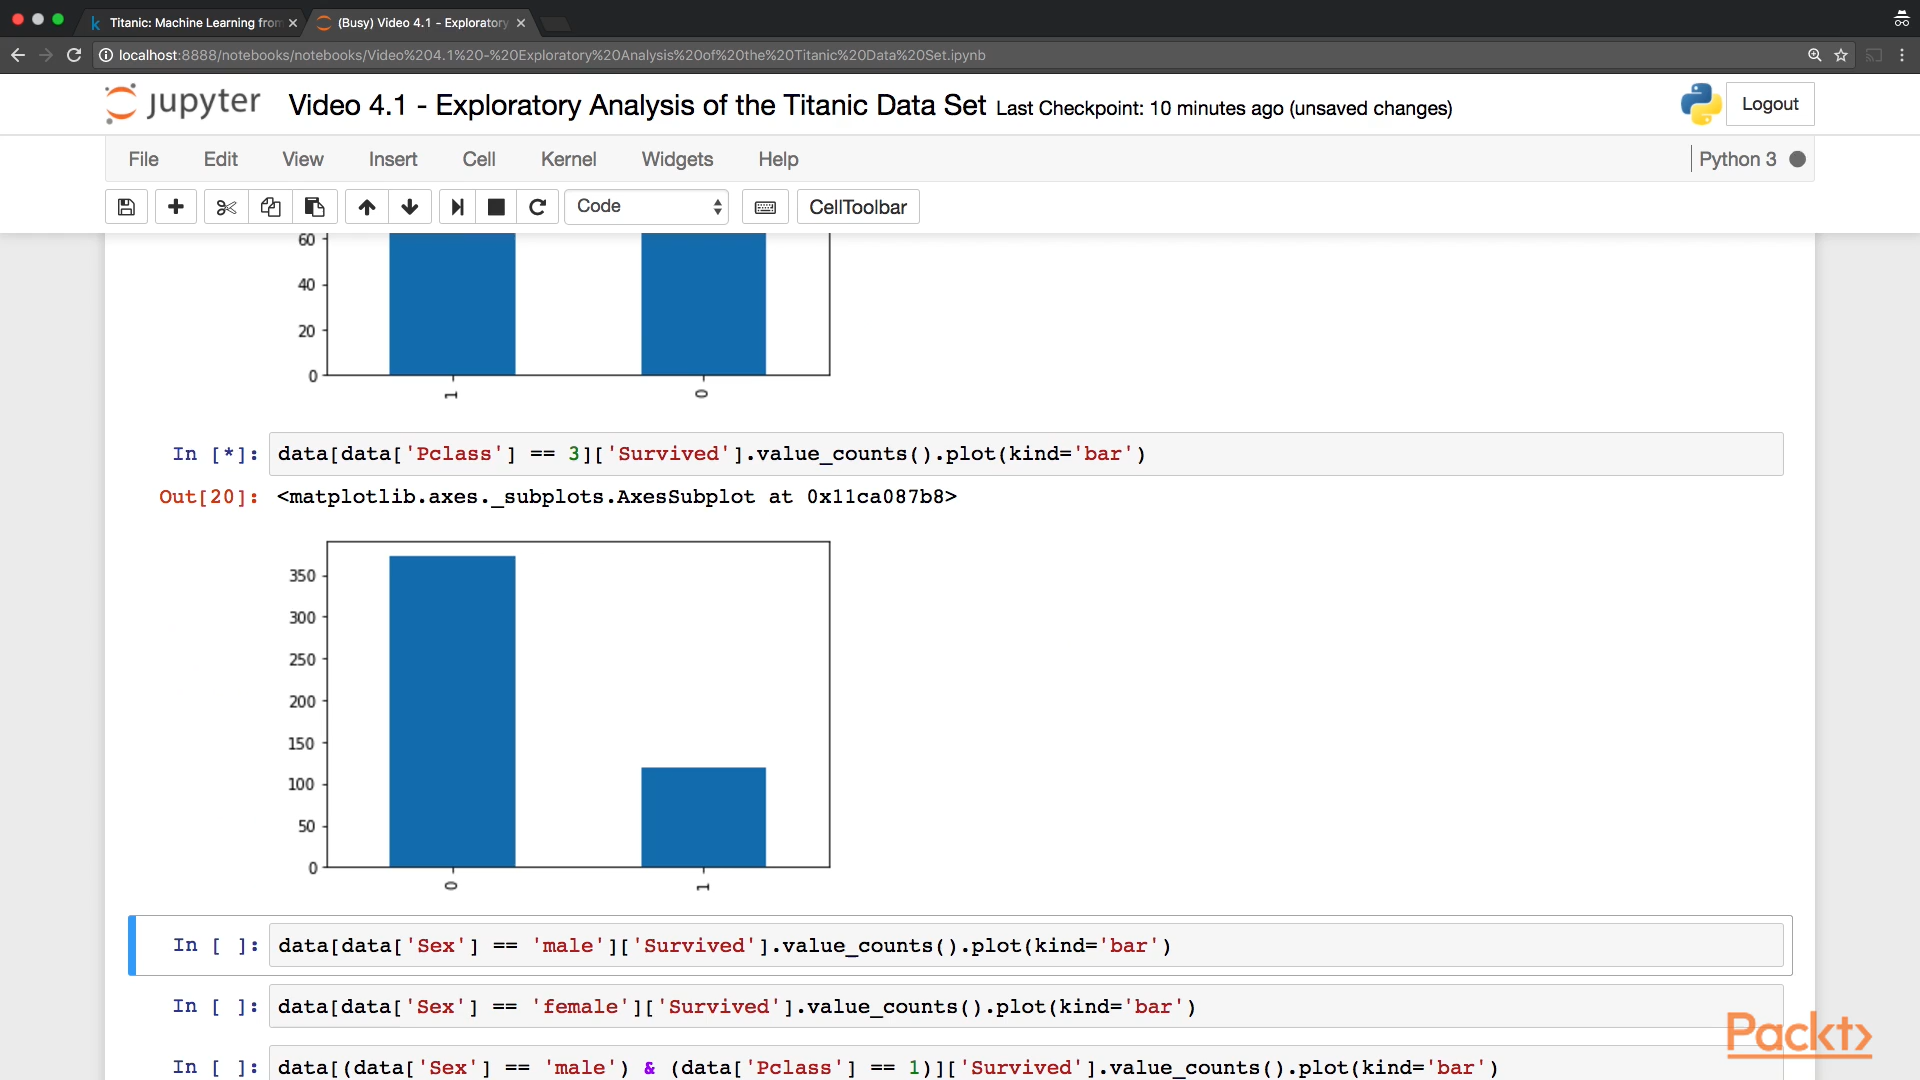 Titanic: Machine Learning from
(Busy) Video 4.1 - Exploratory
localhost:8888/notebooks/notebooks/Video%204.1%20-%20Exploratory%20Analysis%20of%20the%20Titanic%20Data%20Set.ipynb
jupyter Video 4.1 - Exploratory Analysis of the Titanic Data Set Last Checkpoint: 10 minutes ago (unsaved changes) Logout
File Edit View Insert Cell Kernel Widgets Help Python 3
Code CellToolbar
60
40
20
0
1 0
In [*]: data[data['Pclass'] == 3]['Survived'].value_counts().plot(kind='bar')
Out[20]: <matplotlib.axes._subplots.AxesSubplot at 0x11ca087b8>
350
300
250
200
150
100
50
0
0 1
In [ ]: data[data['Sex'] == 'male']['Survived'].value_counts().plot(kind='bar')
In [ ]: data[data['Sex'] == 'female']['Survived'].value_counts().plot(kind='bar')
In [ ]: data[(data['Sex'] == 'male') & (data['Pclass'] == 1)]['Survived'].value_counts().plot(kind='bar')
Packt>